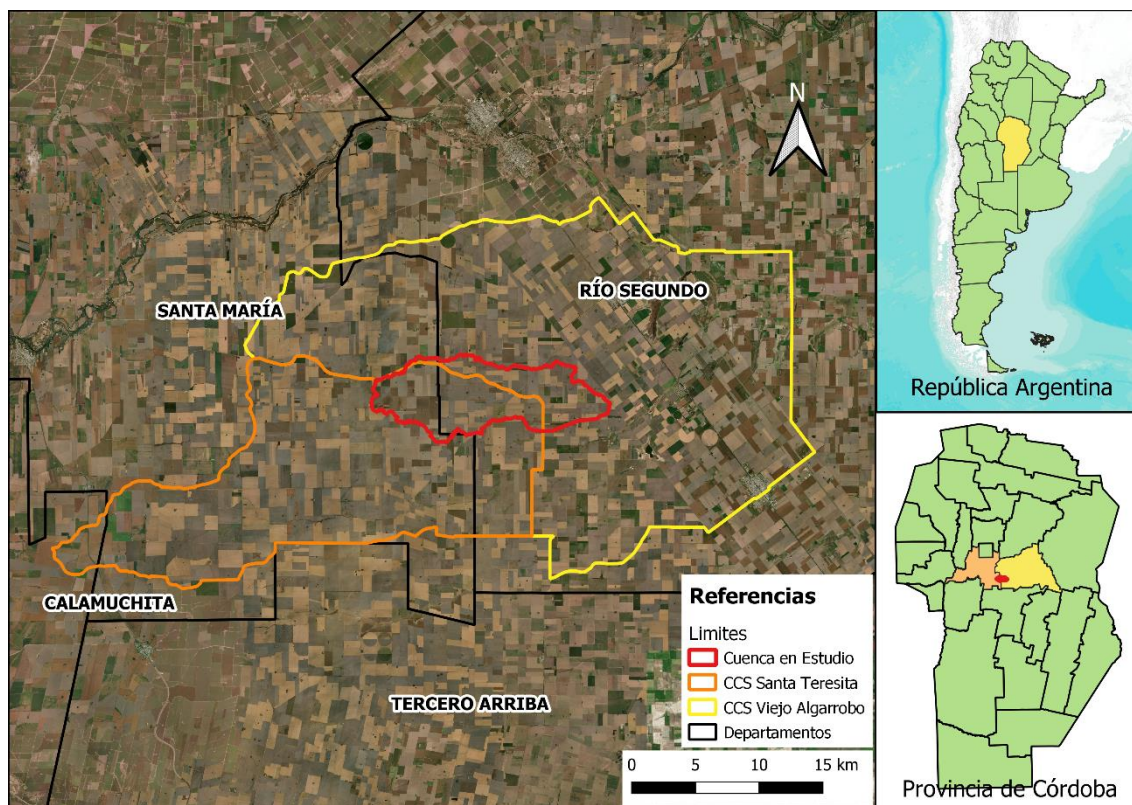 N
SANTA MARÍA
RÍO SEGUNDO
CALAMUCHITA
TERCERO ARRIBA
Referencias
Limites
Cuenca en Estudio
CCS Santa Teresita
CCS Viejo Algarrobo
Departamentos
0 5 10 15 km
República Argentina
Provincia de Córdoba